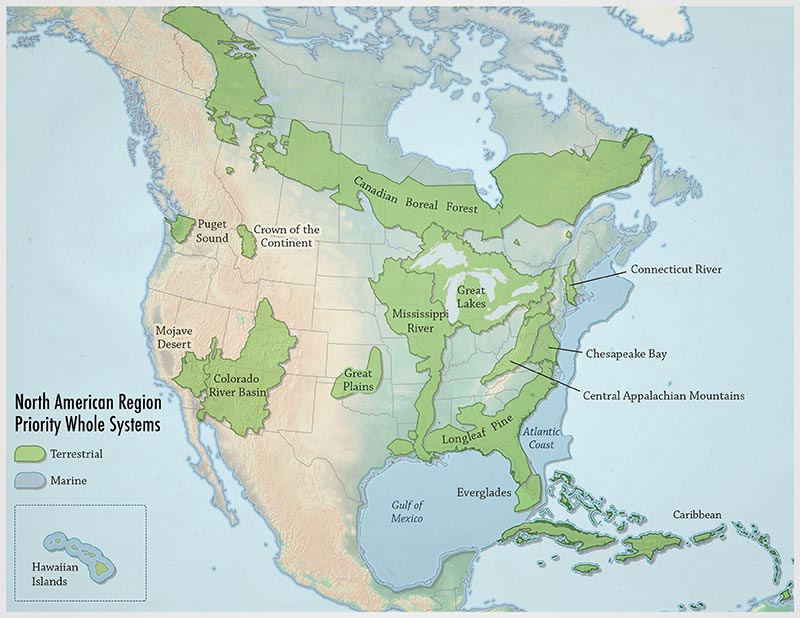 Canadian Boreal Forest
Puget
Sound
Crown of the
Continent
Connecticut River
Great
Lakes
Mississippi
River
Mojave
Desert
Chesapeake Bay
Great
Plains
Colorado
River Basin
Central Appalachian Mountains
North American Region
Priority Whole Systems
Terrestrial
Marine
Longleaf Pine
Atlantic
Coast
Everglades
Gulf of
Mexico
Caribbean
Hawaiian
Islands